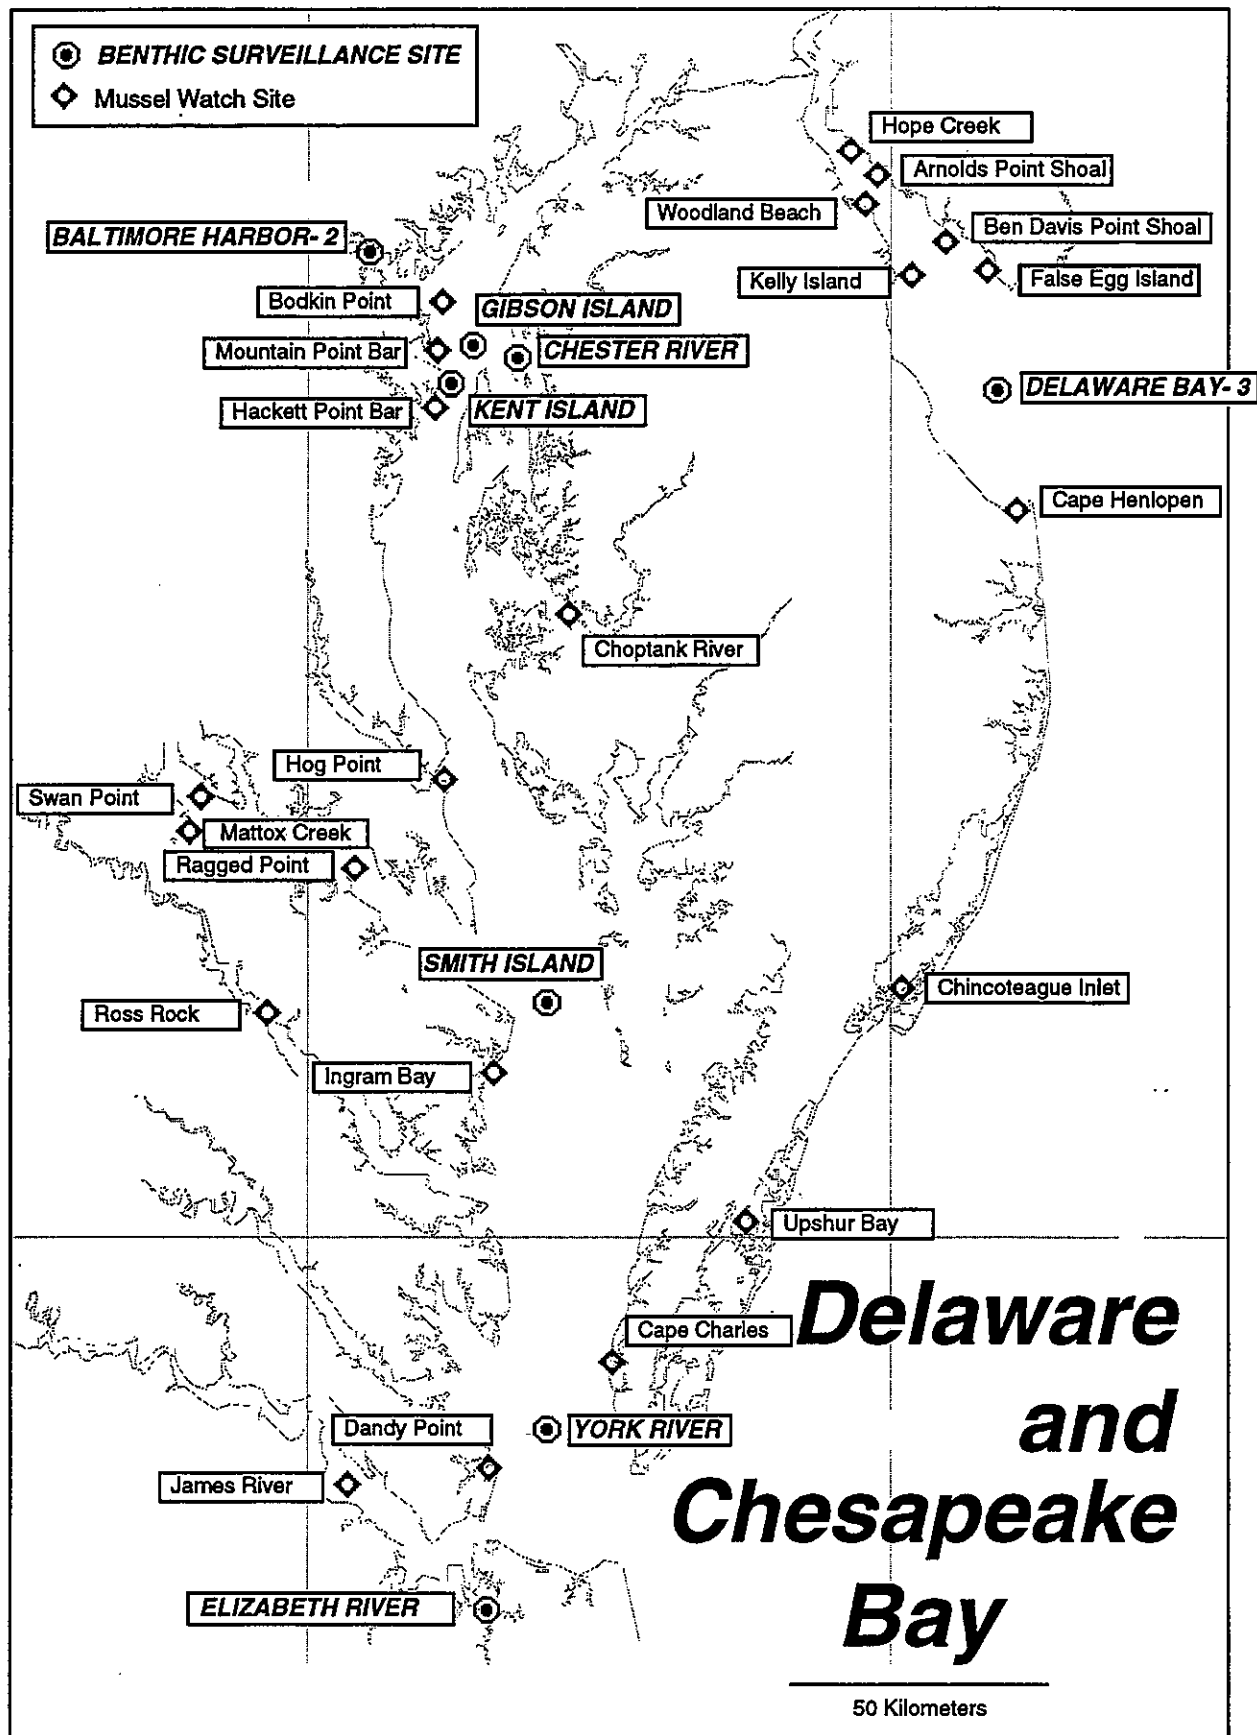 BENTHIC SURVEILLANCE SITE
Mussel Watch Site
Hope Creek
Arnolds Point Shoal
Woodland Beach
Ben Davis Point Shoal
BALTIMORE HARBOR- 2
Kelly Island
False Egg Island
Bodkin Point
GIBSON ISLAND
Mountain Point Bar
CHESTER RIVER
DELAWARE BAY- 3
Hackett Point Bar
KENT ISLAND
Cape Henlopen
Choptank River
Hog Point
Swan Point
Mattox Creek
Ragged Point
SMITH ISLAND
Chincoteague Inlet
Ross Rock
Ingram Bay
Upshur Bay
Cape Charles
Dandy Point
YORK RIVER
James River
ELIZABETH RIVER
Delaware
and
Chesapeake
Bay
50 Kilometers